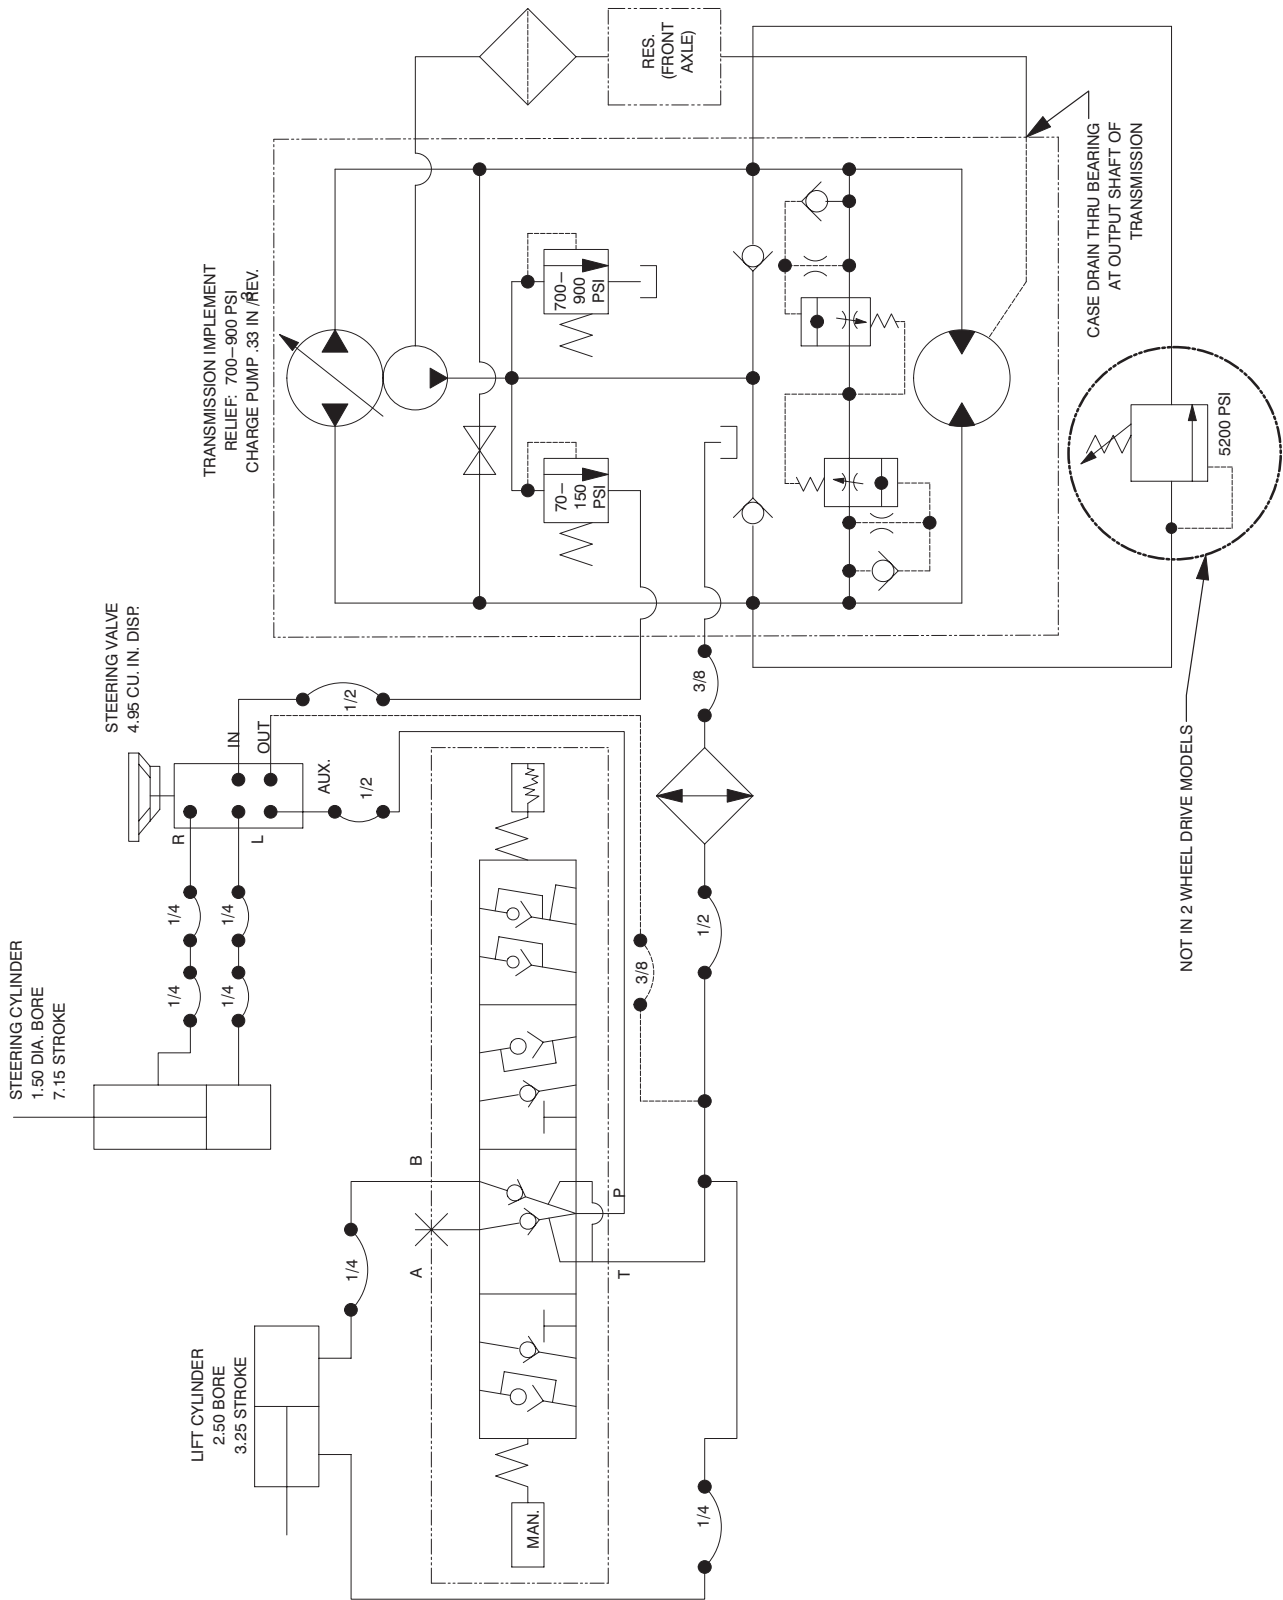 STEERING CYLINDER
1.50 DIA. BORE
7.15 STROKE
STEERING VALVE
4.95 CU. IN. DISP.
R
L
IN
OUT
AUX.
1/4
1/4
1/4
1/4
1/2
1/2
LIFT CYLINDER
2.50 BORE
3.25 STROKE
1/4
TRANSMISSION IMPLEMENT
RELIEF: 700–900 PSI
CHARGE PUMP .33 IN³/REV.
A
B
MAN.
T
P
70–
150
PSI
700–
900
PSI
RES.
(FRONT
AXLE)
3/8
1/4
1/2
3/8
CASE DRAIN THRU BEARING
AT OUTPUT SHAFT OF
TRANSMISSION
5200 PSI
NOT IN 2 WHEEL DRIVE MODELS